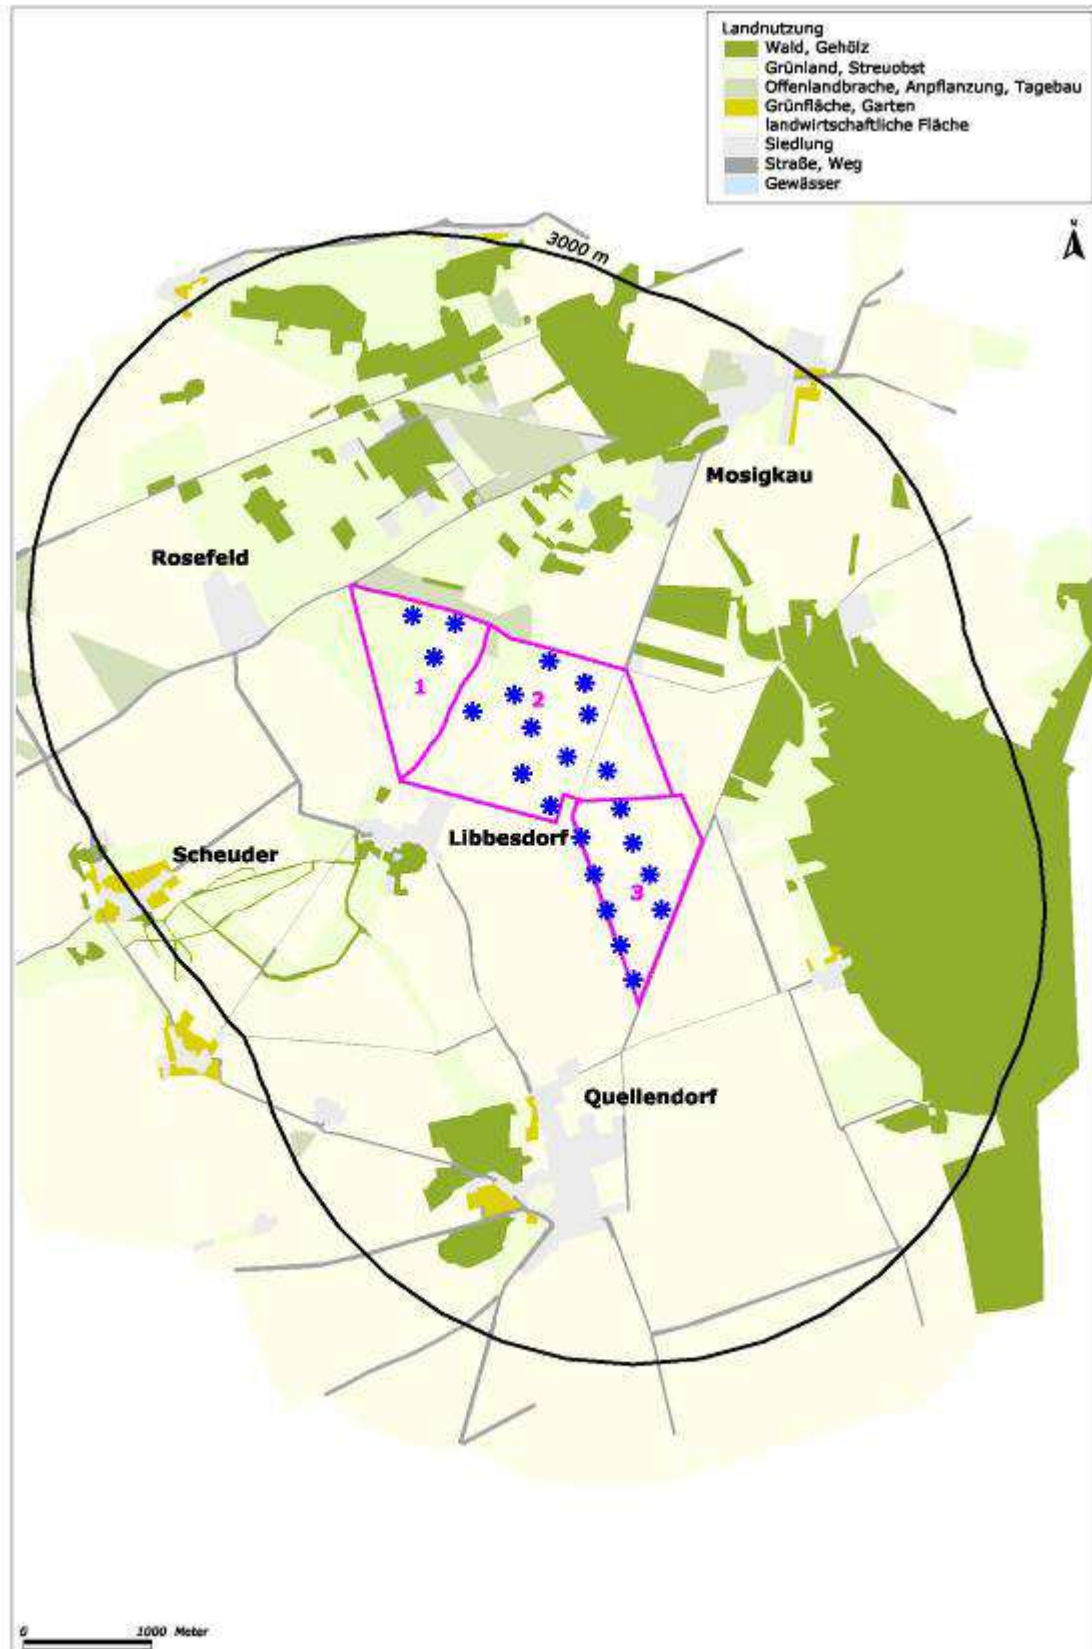 Landnutzung
Wald, Gehölz
Grünland, Streuobst
Offenlandbrache, Anpflanzung, Tagebau
Grünfläche, Garten
landwirtschaftliche Fläche
Siedlung
Straße, Weg
Gewässer
N
3000 m
Mosigkau
Rosefeld
1
2
Libbesdorf
Scheuder
3
Quellendorf
0 1000 Meter